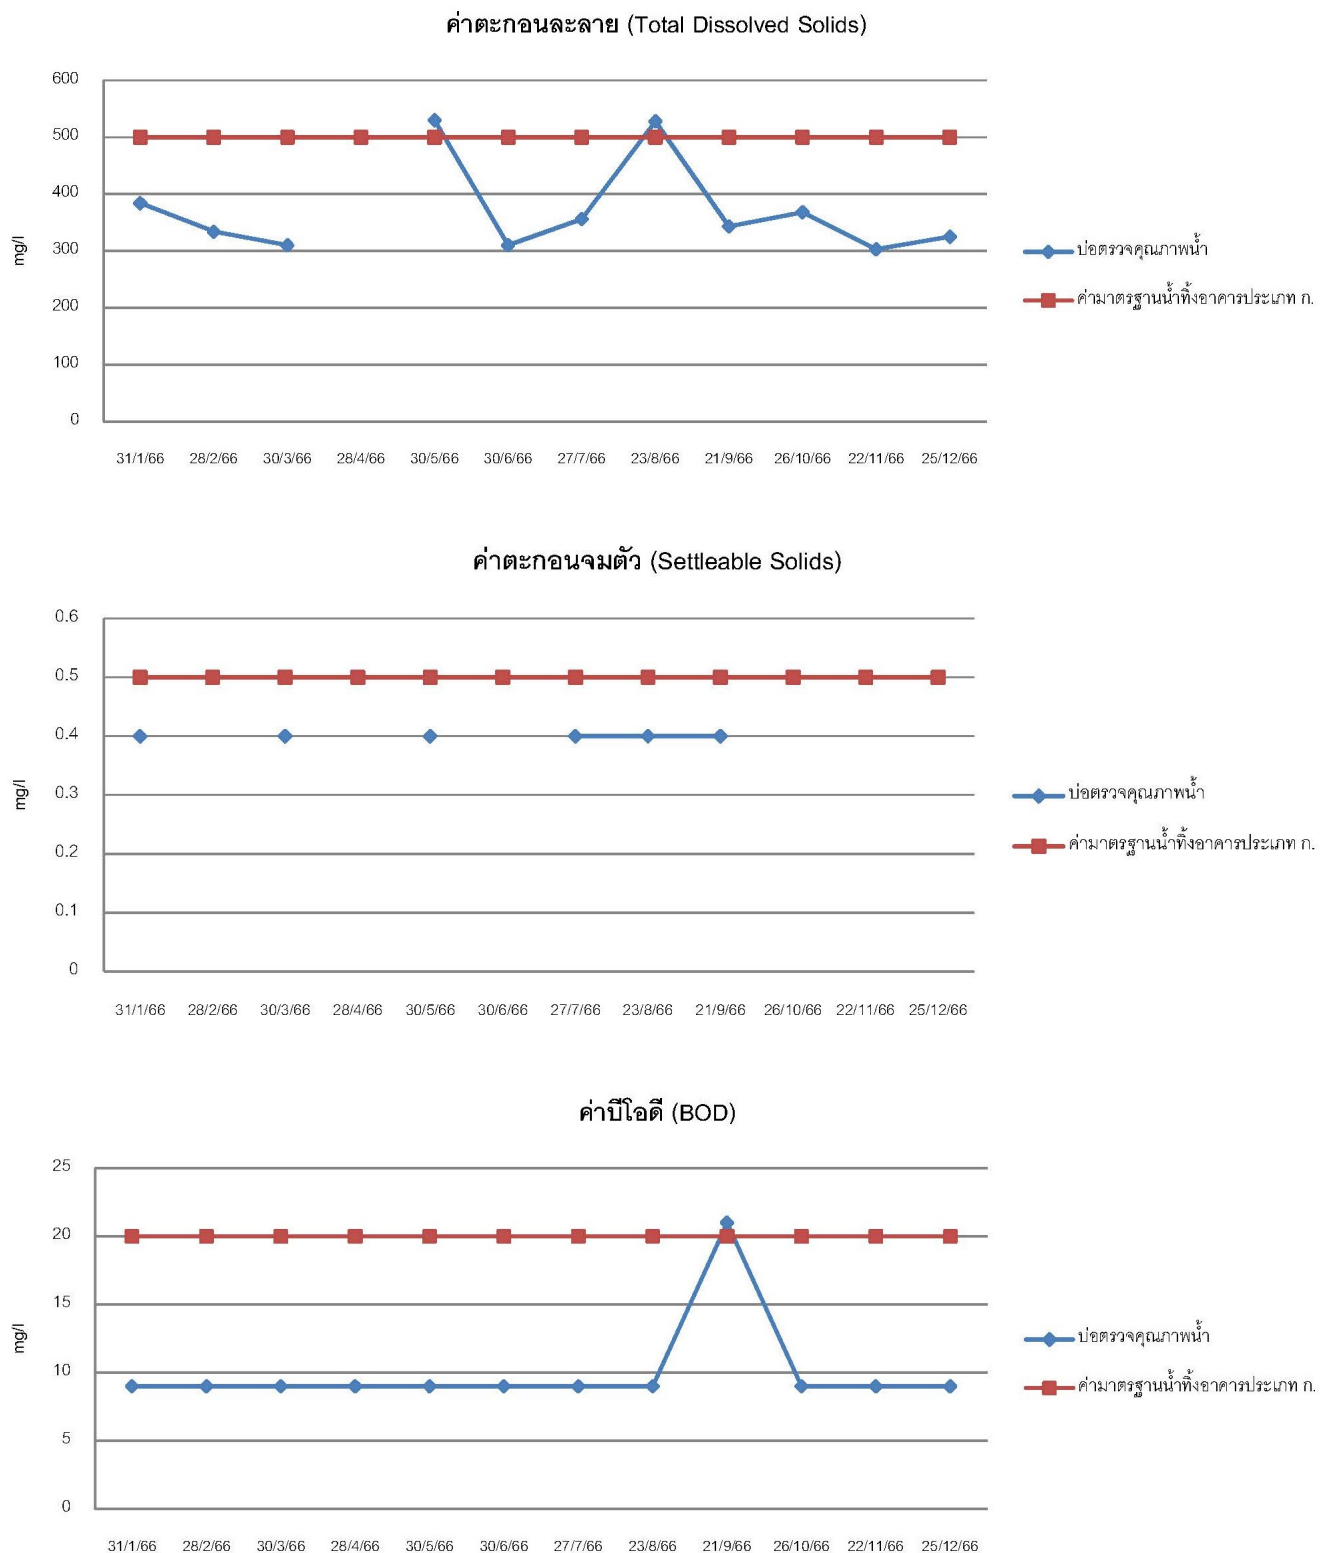 ค่าตะกอนละลาย (Total Dissolved Solids)
600
500
400
300
200
100
0
mg/l
31/1/66 28/2/66 30/3/66 28/4/66 30/5/66 30/6/66 27/7/66 23/8/66 21/9/66 26/10/66 22/11/66 25/12/66
บ่อตรวจคุณภาพน้ำ
ค่ามาตรฐานน้ำทิ้งอาคารประเภท ก.
ค่าตะกอนจมตัว (Settleable Solids)
0.6
0.5
0.4
0.3
0.2
0.1
0
mg/l
31/1/66 28/2/66 30/3/66 28/4/66 30/5/66 30/6/66 27/7/66 23/8/66 21/9/66 26/10/66 22/11/66 25/12/66
บ่อตรวจคุณภาพน้ำ
ค่ามาตรฐานน้ำทิ้งอาคารประเภท ก.
ค่าบีโอดี (BOD)
25
20
15
10
5
0
mg/l
31/1/66 28/2/66 30/3/66 28/4/66 30/5/66 30/6/66 27/7/66 23/8/66 21/9/66 26/10/66 22/11/66 25/12/66
บ่อตรวจคุณภาพน้ำ
ค่ามาตรฐานน้ำทิ้งอาคารประเภท ก.